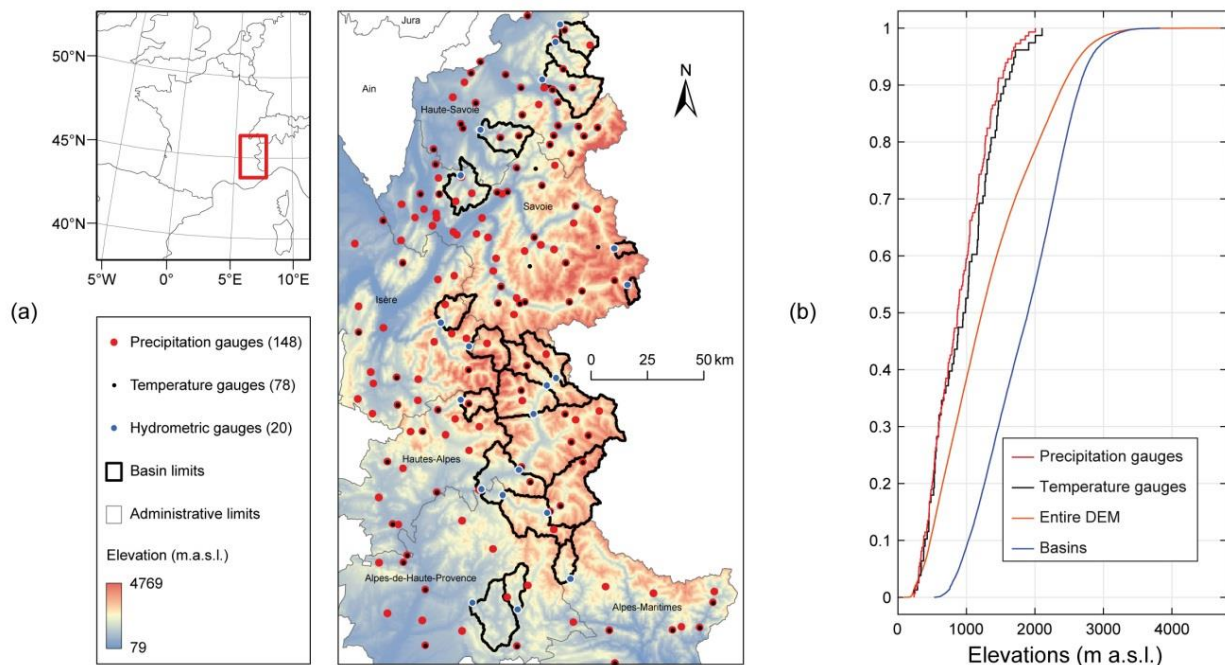 (a)
50°N
45°N
40°N
5°W 0°E 5°E 10°E
Precipitation gauges (148)
Temperature gauges (78)
Hydrometric gauges (20)
Basin limits
Administrative limits
Elevation (m.a.s.l.)
4769
79
Jura
Ain
N
Haute-Savoie
Savoie
Isère
0 25 50 km
Hautes-Alpes
Alpes-de-Haute-Provence
Alpes-Maritimes
(b)
1
0.9
0.8
0.7
0.6
0.5
0.4
0.3
0.2
0.1
0
Precipitation gauges
Temperature gauges
Entire DEM
Basins
0 1000 2000 3000 4000
Elevations (m a.s.l.)